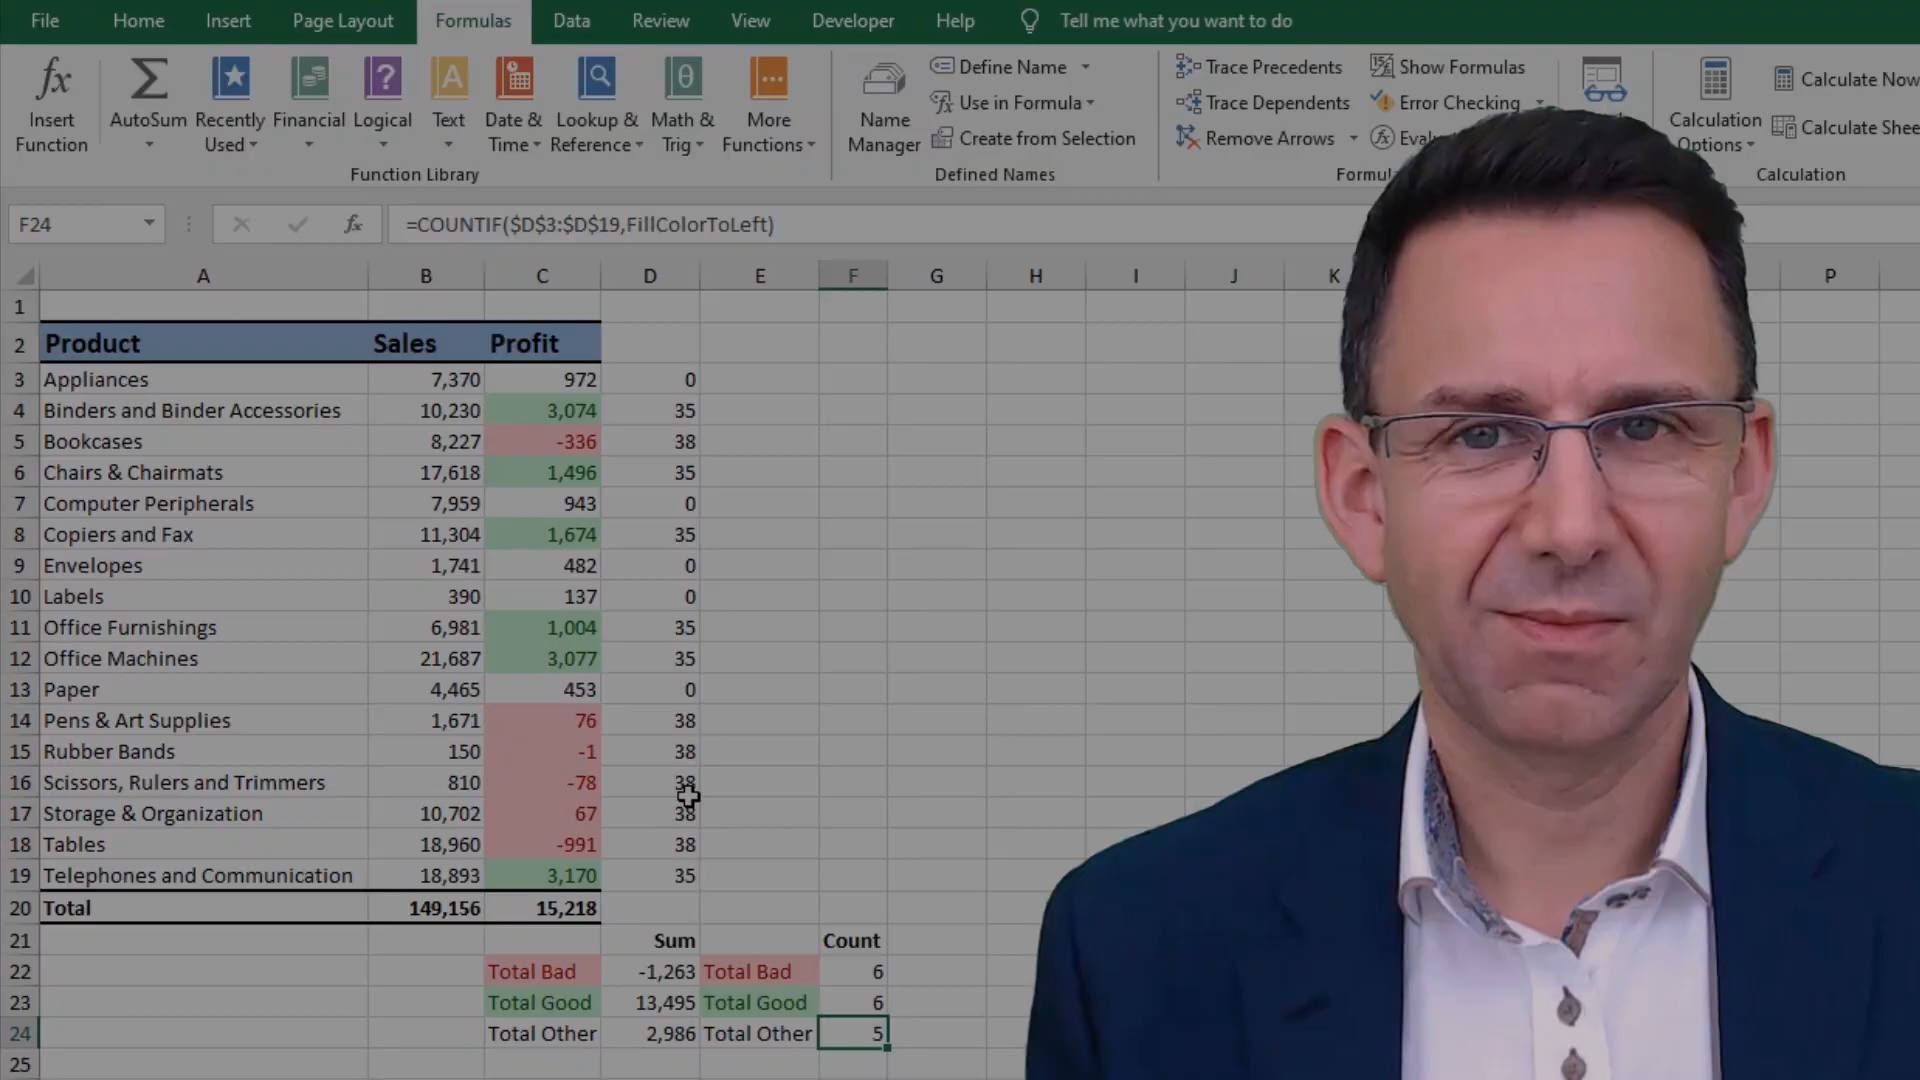 File Home Insert Page Layout Formulas Data Review View Developer Help Tell me what you want to do
fx Σ ? A θ
Insert Function
AutoSum
Recently Used
Financial
Logical
Text
Date & Time
Lookup & Reference
Math & Trig
More Functions
Function Library
Name Manager
Define Name
Use in Formula
Create from Selection
Defined Names
Trace Precedents
Trace Dependents
Remove Arrows
Show Formulas
Error Checking
Calculation Options
Calculate Now
Calculation
F24 fx =COUNTIF($D$3:$D$19,FillColorToLeft)
A B C D E F G H I J K P
1
2 Product Sales Profit
3 Appliances 7,370 972 0
4 Binders and Binder Accessories 10,230 3,074 35
5 Bookcases 8,227 -336 38
6 Chairs & Chairmats 17,618 1,496 35
7 Computer Peripherals 7,959 943 0
8 Copiers and Fax 11,304 1,674 35
9 Envelopes 1,741 482 0
10 Labels 390 137 0
11 Office Furnishings 6,981 1,004 35
12 Office Machines 21,687 3,077 35
13 Paper 4,465 453 0
14 Pens & Art Supplies 1,671 76 38
15 Rubber Bands 150 -1 38
16 Scissors, Rulers and Trimmers 810 -78 38
17 Storage & Organization 10,702 67 38
18 Tables 18,960 -991 38
19 Telephones and Communication 18,893 3,170 35
20 Total 149,156 15,218
21 Sum Count
22 Total Bad -1,263 Total Bad 6
23 Total Good 13,495 Total Good 6
24 Total Other 2,986 Total Other 5
25